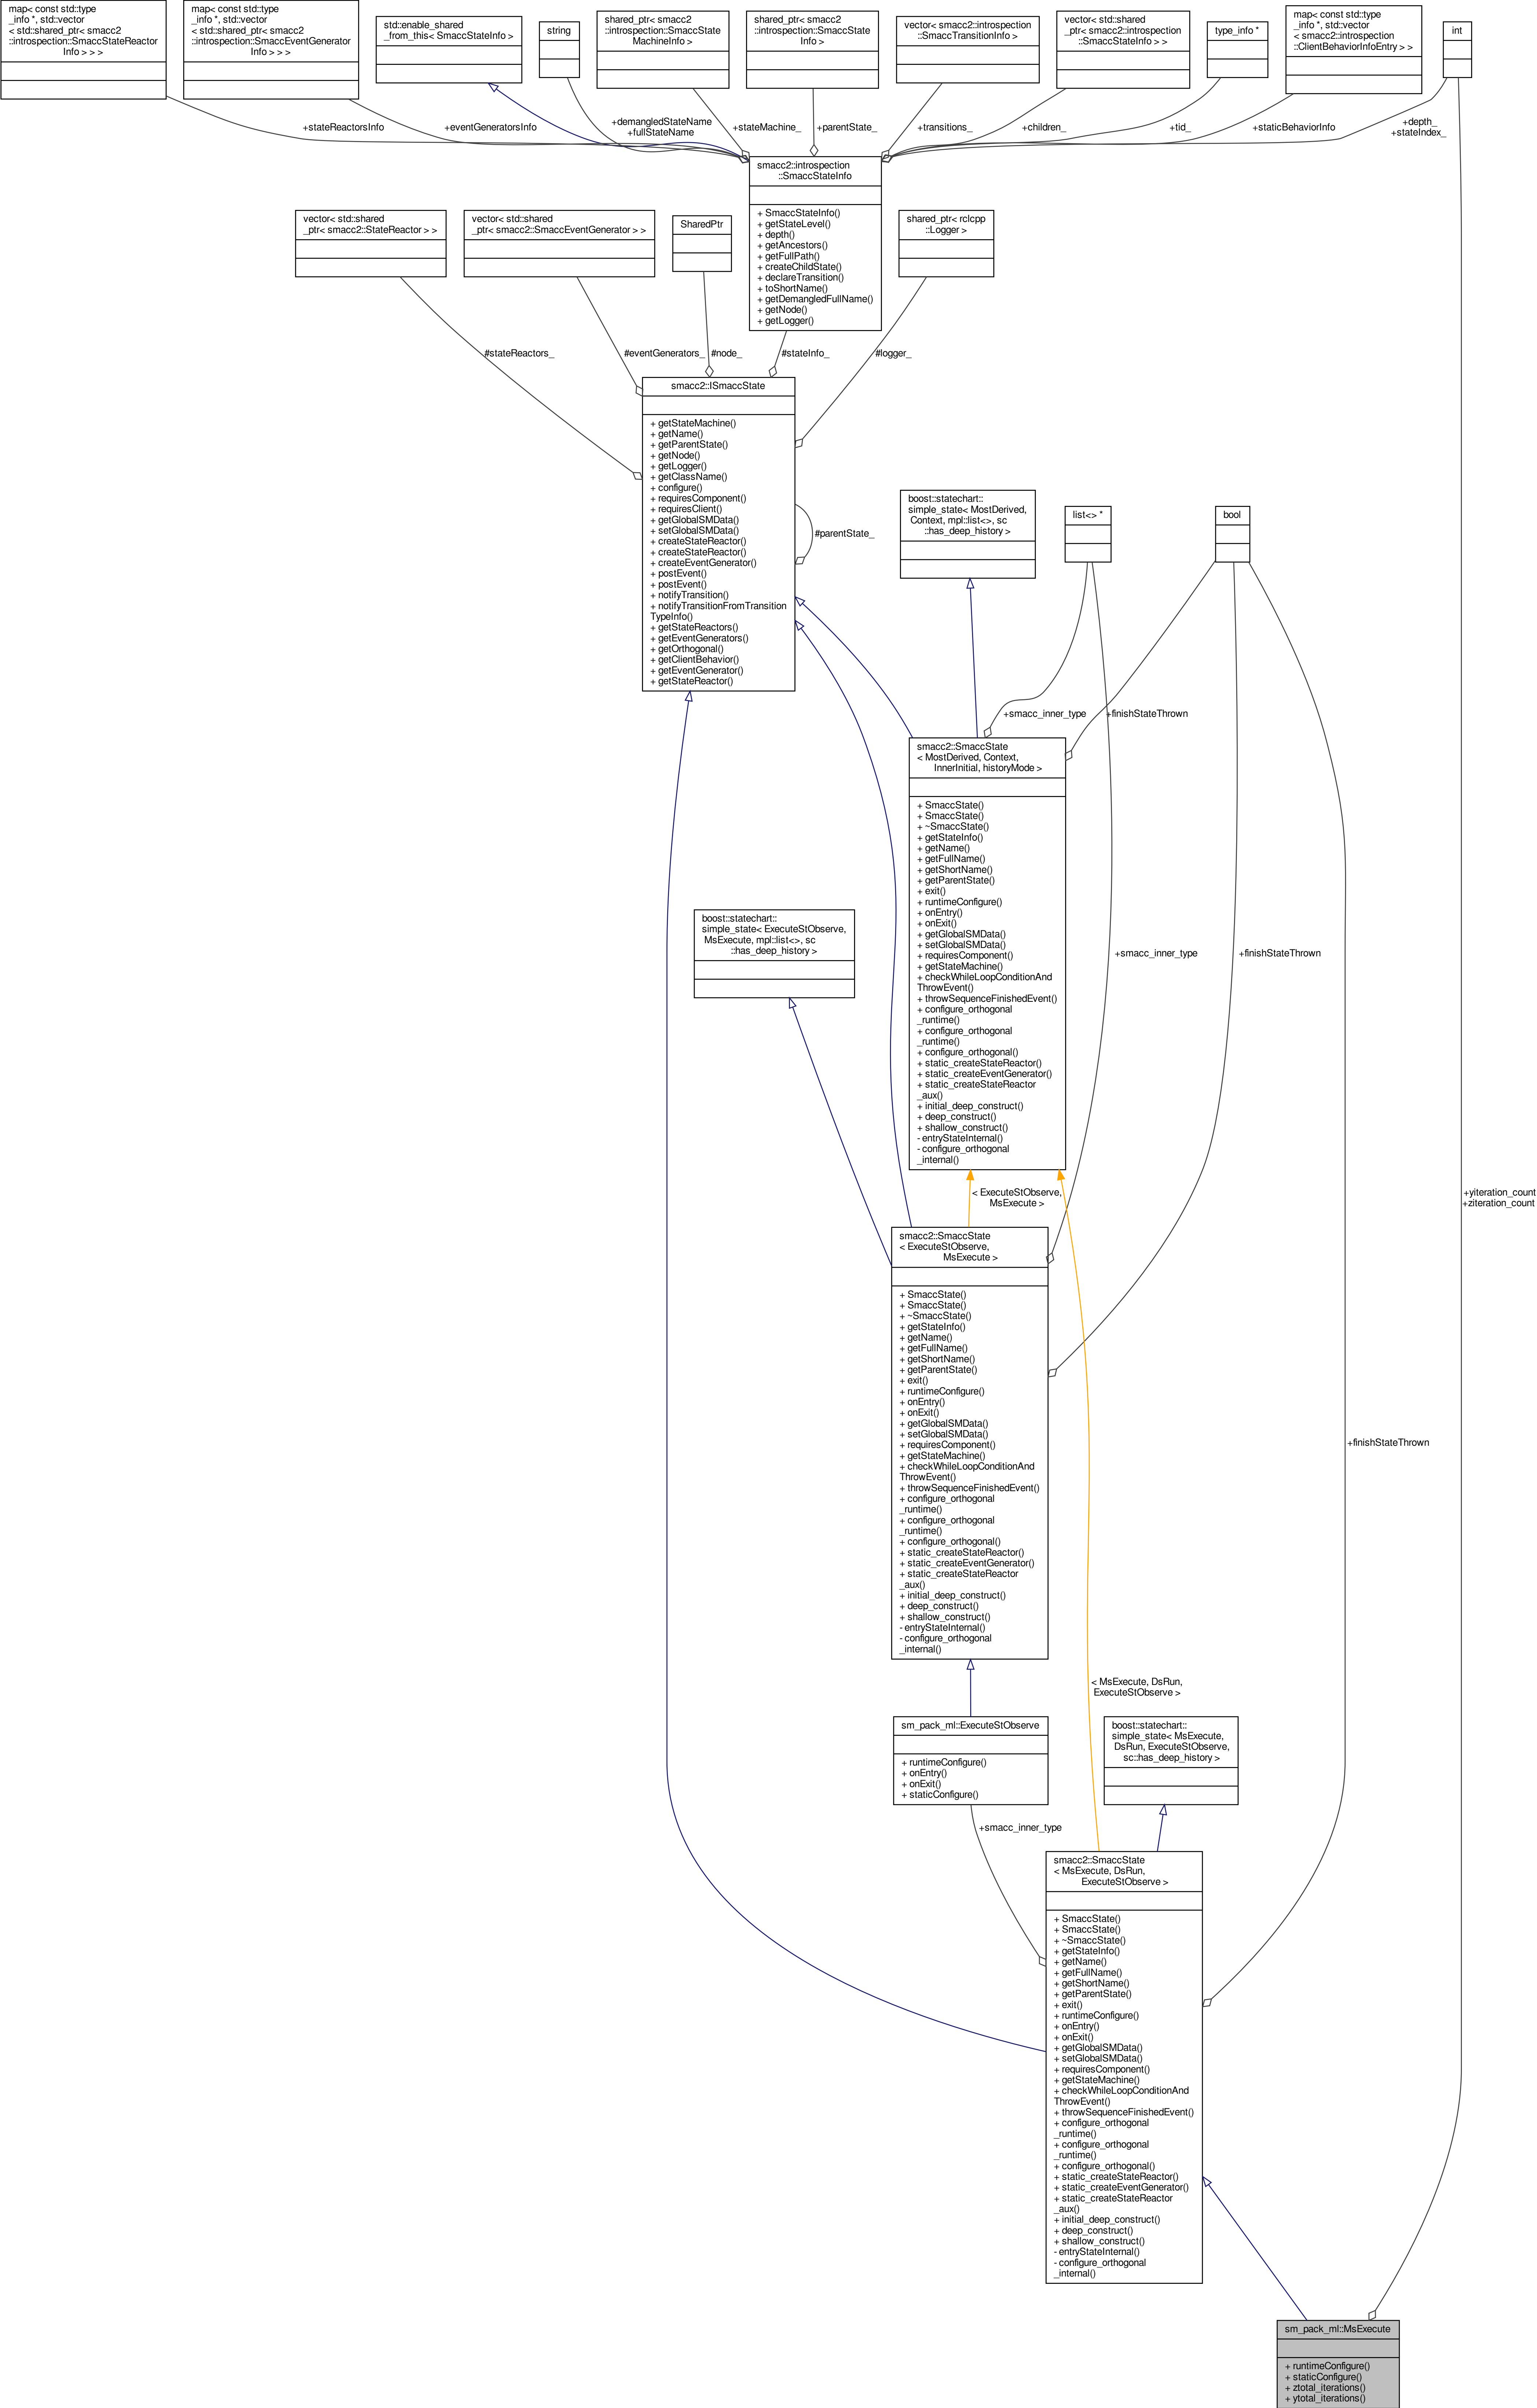 map< const std::type
_info *, std::vector
< std::shared_ptr< smacc2
::introspection::SmaccStateReactor
Info > > >
map< const std::type
_info *, std::vector
< std::shared_ptr< smacc2
::introspection::SmaccEventGenerator
Info > > >
std::enable_shared
_from_this< SmaccStateInfo >
string
shared_ptr< smacc2
::introspection::SmaccState
MachineInfo >
shared_ptr< smacc2
::introspection::SmaccState
Info >
vector< smacc2::introspection
::SmaccTransitionInfo >
vector< std::shared
_ptr< smacc2::introspection
::SmaccStateInfo > >
type_info *
map< const std::type
_info *, std::vector
< smacc2::introspection
::ClientBehaviorInfoEntry > >
int
+stateReactorsInfo
+eventGeneratorsInfo
+demangledStateName
+fullStateName
+stateMachine_
+parentState_
+transitions_
+children_
+tid_
+staticBehaviorInfo
+depth_
+stateIndex_
smacc2::introspection
::SmaccStateInfo
+ SmaccStateInfo()
+ getStateLevel()
+ depth()
+ getAncestors()
+ getFullPath()
+ createChildState()
+ declareTransition()
+ toShortName()
+ getDemangledFullName()
+ getNode()
+ getLogger()
vector< std::shared
_ptr< smacc2::StateReactor > >
vector< std::shared
_ptr< smacc2::SmaccEventGenerator > >
SharedPtr
shared_ptr< rclcpp
::Logger >
#stateReactors_
#eventGenerators_
#node_
#stateInfo_
#logger_
smacc2::ISmaccState
+ getStateMachine()
+ getName()
+ getParentState()
+ getNode()
+ getLogger()
+ getClassName()
+ configure()
+ requiresComponent()
+ requiresClient()
+ getGlobalSMData()
+ setGlobalSMData()
+ createStateReactor()
+ createStateReactor()
+ createEventGenerator()
+ postEvent()
+ postEvent()
+ notifyTransition()
+ notifyTransitionFromTransition
TypeInfo()
+ getStateReactors()
+ getEventGenerators()
+ getOrthogonal()
+ getClientBehavior()
+ getEventGenerator()
+ getStateReactor()
#parentState_
boost::statechart::
simple_state< MostDerived,
Context, mpl::list<>, sc
::has_deep_history >
list<> *
bool
+smacc_inner_type
+finishStateThrown
smacc2::SmaccState
< MostDerived, Context,
InnerInitial, historyMode >
+ SmaccState()
+ SmaccState()
+ ~SmaccState()
+ getStateInfo()
+ getName()
+ getFullName()
+ getShortName()
+ getParentState()
+ exit()
+ runtimeConfigure()
+ onEntry()
+ onExit()
+ getGlobalSMData()
+ setGlobalSMData()
+ requiresComponent()
+ getStateMachine()
+ checkWhileLoopConditionAnd
ThrowEvent()
+ throwSequenceFinishedEvent()
+ configure_orthogonal
_runtime()
+ configure_orthogonal
_runtime()
+ configure_orthogonal()
+ static_createStateReactor()
+ static_createEventGenerator()
+ static_createStateReactor
_aux()
+ initial_deep_construct()
+ deep_construct()
+ shallow_construct()
- entryStateInternal()
- configure_orthogonal
_internal()
boost::statechart::
simple_state< ExecuteStObserve,
MsExecute, mpl::list<>, sc
::has_deep_history >
+smacc_inner_type
+finishStateThrown
< ExecuteStObserve,
MsExecute >
+yiteration_count
+ziteration_count
smacc2::SmaccState
< ExecuteStObserve,
MsExecute >
+ SmaccState()
+ SmaccState()
+ ~SmaccState()
+ getStateInfo()
+ getName()
+ getFullName()
+ getShortName()
+ getParentState()
+ exit()
+ runtimeConfigure()
+ onEntry()
+ onExit()
+ getGlobalSMData()
+ setGlobalSMData()
+ requiresComponent()
+ getStateMachine()
+ checkWhileLoopConditionAnd
ThrowEvent()
+ throwSequenceFinishedEvent()
+ configure_orthogonal
_runtime()
+ configure_orthogonal
_runtime()
+ configure_orthogonal()
+ static_createStateReactor()
+ static_createEventGenerator()
+ static_createStateReactor
_aux()
+ initial_deep_construct()
+ deep_construct()
+ shallow_construct()
- entryStateInternal()
- configure_orthogonal
_internal()
+finishStateThrown
< MsExecute, DsRun,
ExecuteStObserve >
sm_pack_ml::ExecuteStObserve
+ runtimeConfigure()
+ onEntry()
+ onExit()
+ staticConfigure()
boost::statechart::
simple_state< MsExecute,
DsRun, ExecuteStObserve,
sc::has_deep_history >
+smacc_inner_type
smacc2::SmaccState
< MsExecute, DsRun,
ExecuteStObserve >
+ SmaccState()
+ SmaccState()
+ ~SmaccState()
+ getStateInfo()
+ getName()
+ getFullName()
+ getShortName()
+ getParentState()
+ exit()
+ runtimeConfigure()
+ onEntry()
+ onExit()
+ getGlobalSMData()
+ setGlobalSMData()
+ requiresComponent()
+ getStateMachine()
+ checkWhileLoopConditionAnd
ThrowEvent()
+ throwSequenceFinishedEvent()
+ configure_orthogonal
_runtime()
+ configure_orthogonal
_runtime()
+ configure_orthogonal()
+ static_createStateReactor()
+ static_createEventGenerator()
+ static_createStateReactor
_aux()
+ initial_deep_construct()
+ deep_construct()
+ shallow_construct()
- entryStateInternal()
- configure_orthogonal
_internal()
sm_pack_ml::MsExecute
+ runtimeConfigure()
+ staticConfigure()
+ ztotal_iterations()
+ ytotal_iterations()